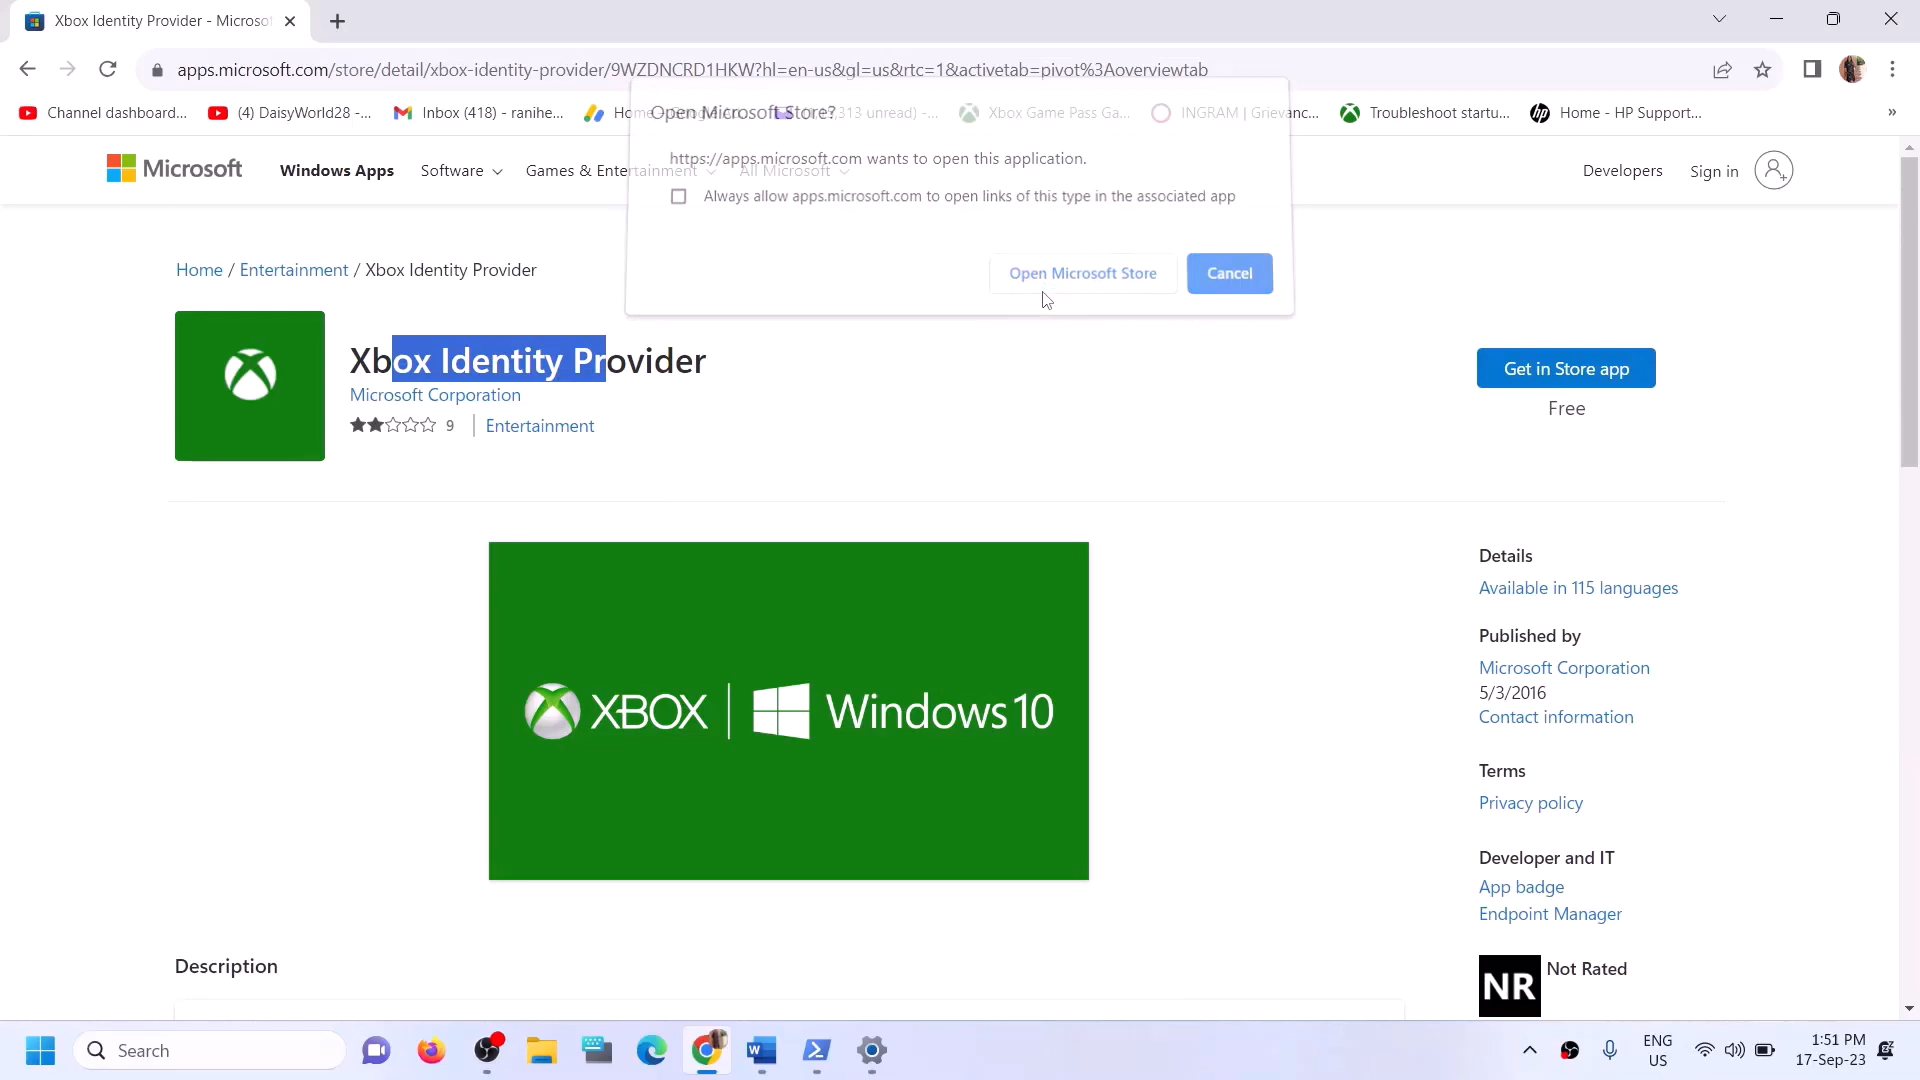 Xbox Identity Provider - Microso
apps.microsoft.com/store/detail/xbox-identity-provider/9WZDNCRD1HKW?hl=en-us&gl=us&rtc=1&activetab=pivot%3Aoverviewtab
Channel dashboard...
(4) DaisyWorld28 -...
Inbox (418) - ranihe...
313 unread) -...
Xbox Game Pass Ga...
INGRAM | Grievanc...
Troubleshoot startu...
Home - HP Support...
»
Open Microsoft Store?
https://apps.microsoft.com wants to open this application.
Always allow apps.microsoft.com to open links of this type in the associated app
Open Microsoft Store
Cancel
Microsoft
Windows Apps
Software
Games & Entertainment
All Microsoft
Developers
Sign in
Home / Entertainment / Xbox Identity Provider
Xbox Identity Provider
Microsoft Corporation
9
Entertainment
Get in Store app
Free
XBOX | Windows 10
Details
Available in 115 languages
Published by
Microsoft Corporation
5/3/2016
Contact information
Terms
Privacy policy
Developer and IT
App badge
Endpoint Manager
NR
Not Rated
Description
Search
ENG
US
1:51 PM
17-Sep-23